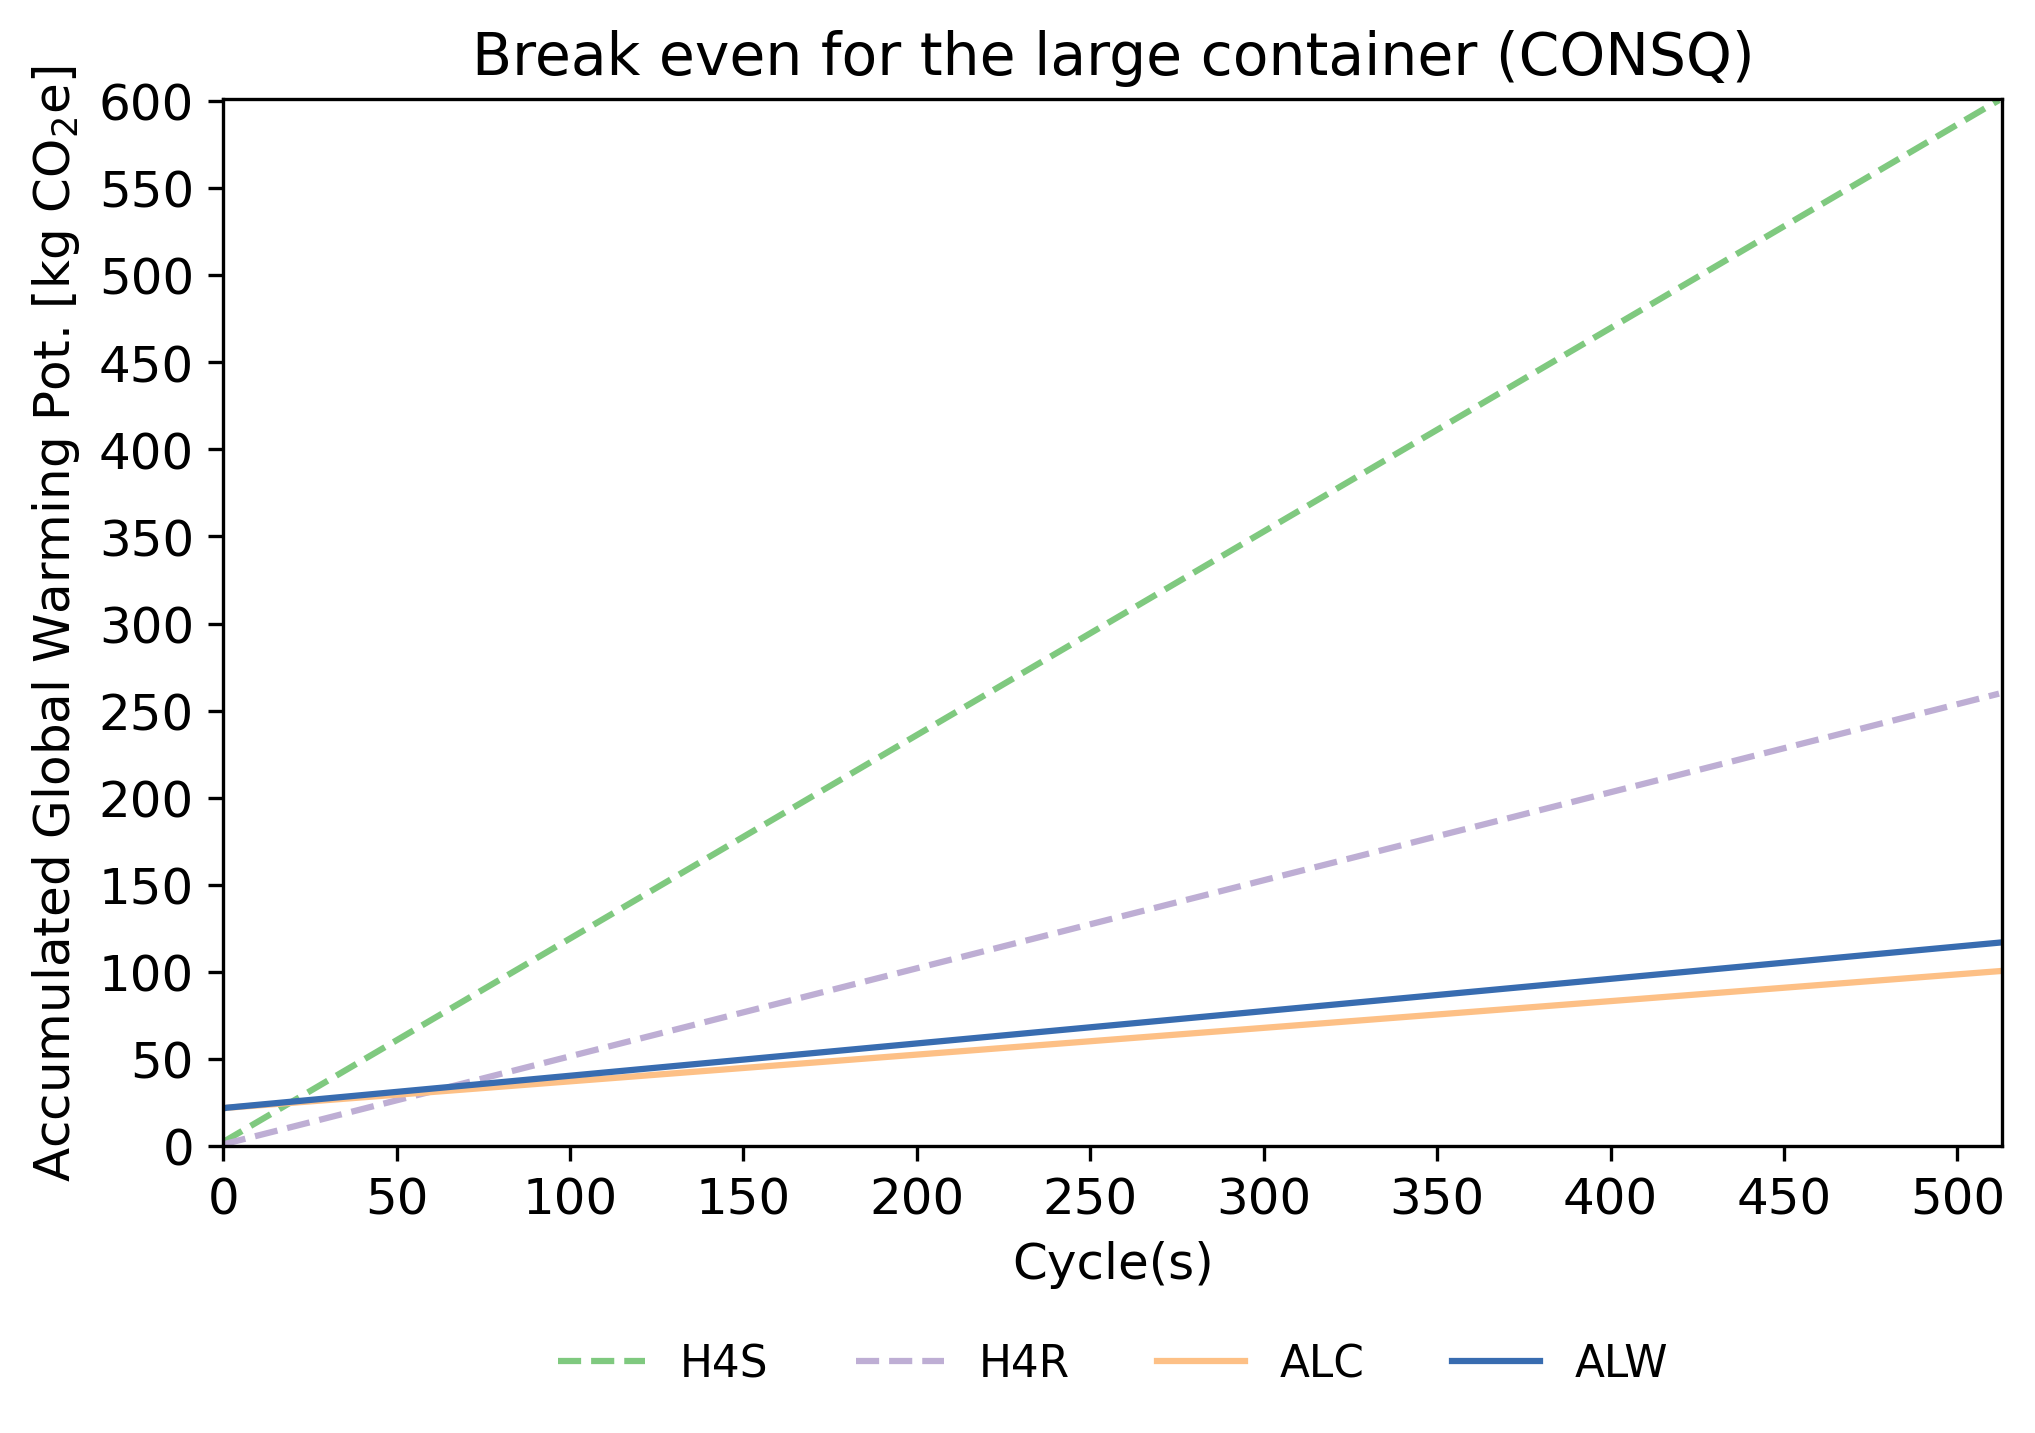 Break even for the large container (CONSQ)
Accumulated Global Warming Pot. [kg CO₂e]
600
550
500
450
400
350
300
250
200
150
100
50
0
0 50 100 150 200 250 300 350 400 450 500
Cycle(s)
H4S H4R ALC ALW